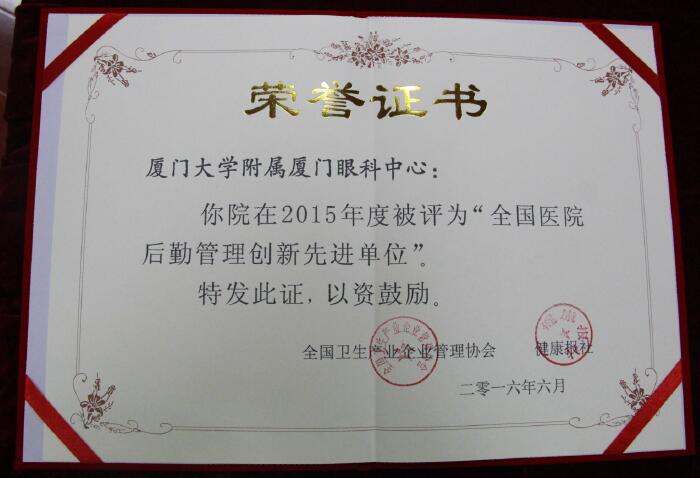 荣誉证书
厦门大学附属厦门眼科中心：
你院在2015年度被评为“全国医院
后勤管理创新先进单位”。
特发此证，以资鼓励。
全国卫生产业企业管理协会 健康报社
二零一六年六月